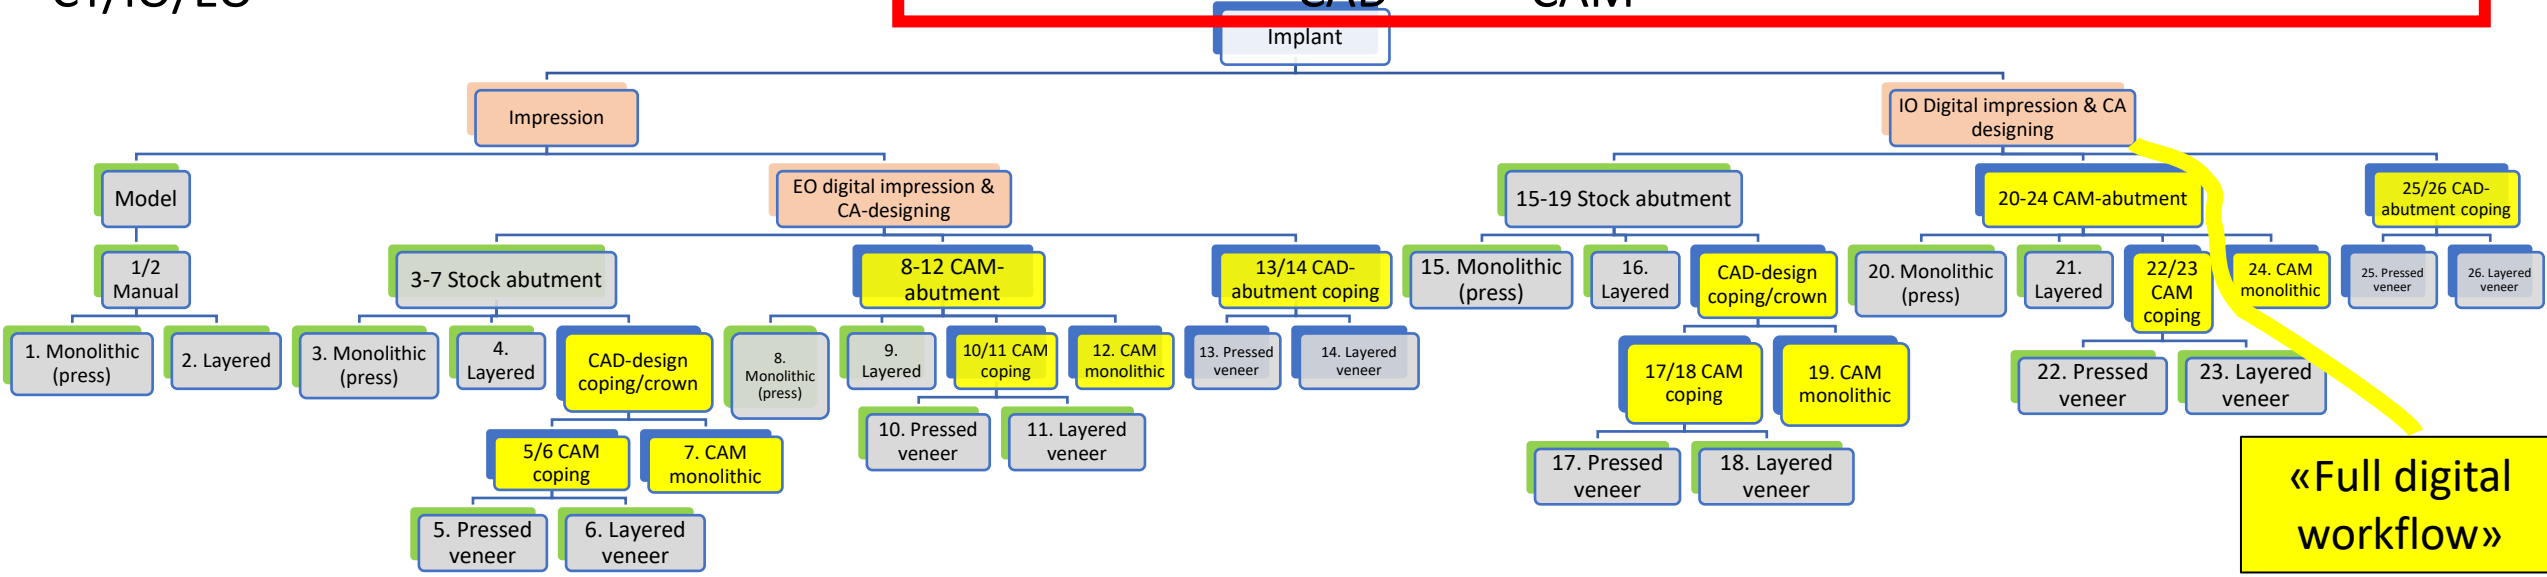 CT/IO/EO
CAD
CAM
Implant
Impression
IO Digital impression & CA
designing
Model
EO digital impression &
CA-designing
15-19 Stock abutment
20-24 CAM-abutment
25/26 CAD-
abutment coping
1/2
Manual
3-7 Stock abutment
8-12 CAM-
abutment
13/14 CAD-
abutment coping
15. Monolithic
(press)
16.
Layered
CAD-design
coping/crown
20. Monolithic
(press)
21.
Layered
22/23
CAM
coping
24. CAM
monolithic
25. Pressed
veneer
26. Layered
veneer
1. Monolithic
(press)
2. Layered
3. Monolithic
(press)
4.
Layered
CAD-design
coping/crown
8.
Monolithic
(press)
9.
Layered
10/11 CAM
coping
12. CAM
monolithic
13. Pressed
veneer
14. Layered
veneer
17/18 CAM
coping
19. CAM
monolithic
22. Pressed
veneer
23. Layered
veneer
5/6 CAM
coping
7. CAM
monolithic
10. Pressed
veneer
11. Layered
veneer
17. Pressed
veneer
18. Layered
veneer
5. Pressed
veneer
6. Layered
veneer
«Full digital
workflow»